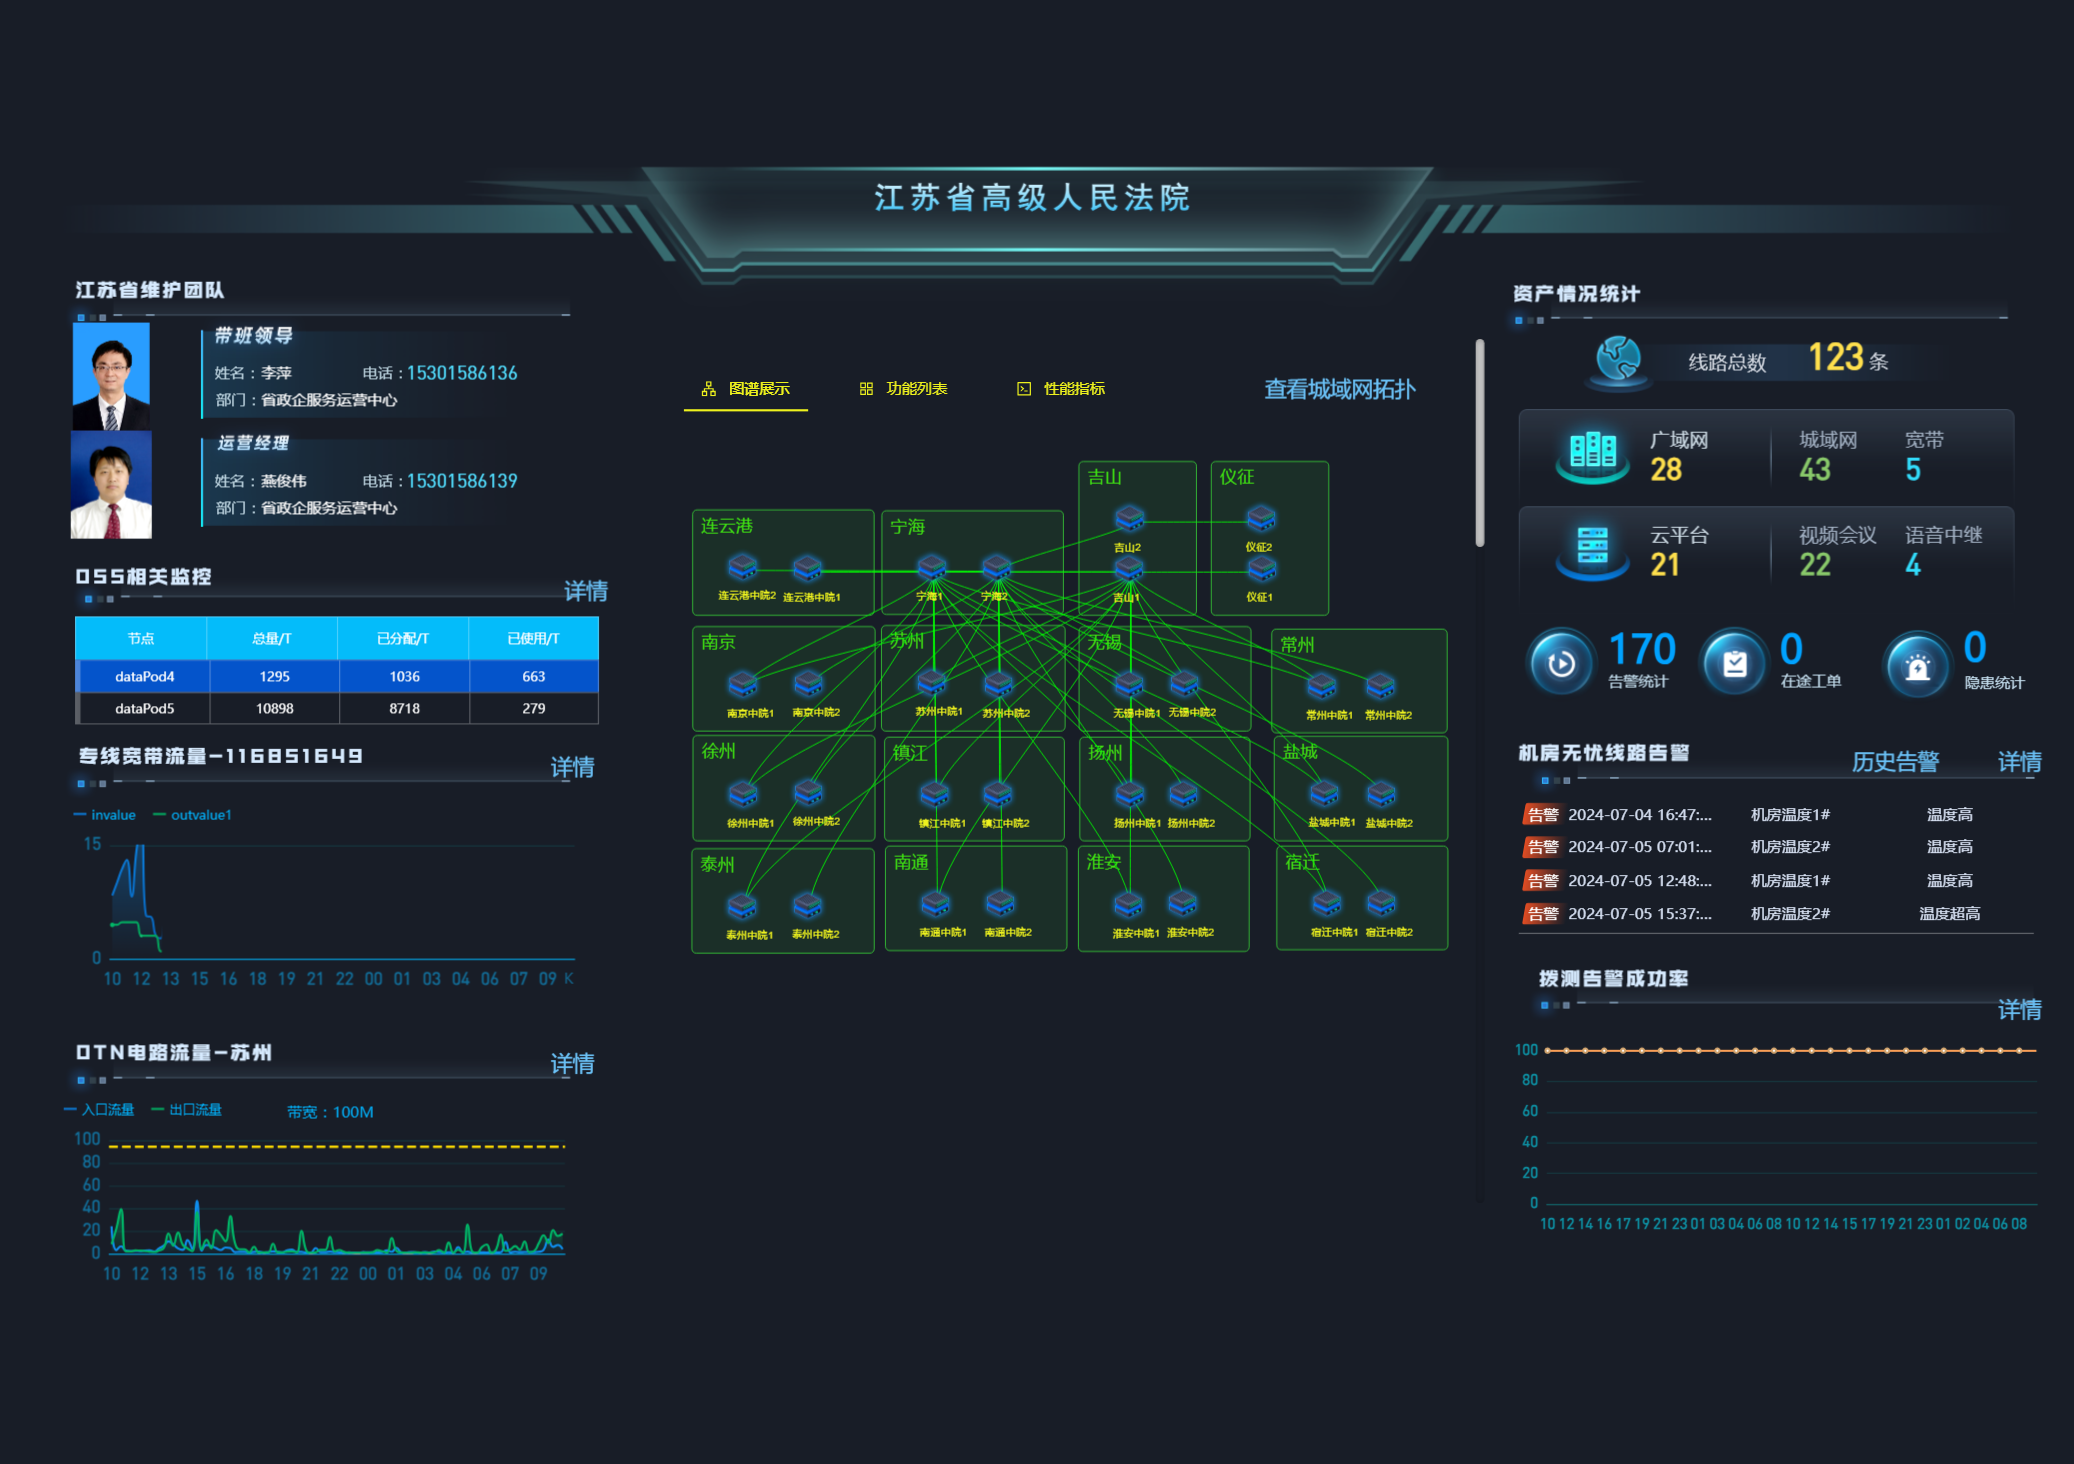 江苏省高级人民法院
江苏省维护团队
带班领导
姓名：李萍
电话：15301586136
部门：省政企服务运营中心
运营经理
姓名：燕俊伟
电话：15301586139
部门：省政企服务运营中心
OSS相关监控
详情
节点 总量/T 已分配/T 已使用/T
dataPod4 1295 1036 663
dataPod5 10898 8718 279
专线宽带流量-116851649
详情
invalue outvalue1
15
0
10 12 13 15 16 18 19 21 22 00 01 03 04 06 07 09 K
OTN电路流量-苏州
详情
入口流量 出口流量 带宽：100M
100
80
60
40
20
0
10 12 13 15 16 18 19 21 22 00 01 03 04 06 07 09
图谱展示 功能列表 性能指标 查看城域网拓扑
吉山 仪征
吉山2 仪征2
连云港 宁海
连云港中院2 连云港中院1 宁海1 宁海2 吉山1 仪征1
南京 苏州 无锡 常州
南京中院1 南京中院2 苏州中院1 苏州中院2 无锡中院1 无锡中院2 常州中院1 常州中院2
徐州 镇江 扬州 盐城
徐州中院1 徐州中院2 镇江中院1 镇江中院2 扬州中院1 扬州中院2 盐城中院1 盐城中院2
泰州 南通 淮安 宿迁
泰州中院1 泰州中院2 南通中院1 南通中院2 淮安中院1 淮安中院2 宿迁中院1 宿迁中院2
资产情况统计
线路总数 123 条
广域网 城域网 宽带
28 43 5
云平台 视频会议 语音中继
21 22 4
170 0 0
告警统计 在途工单 隐患统计
机房无忧线路告警 历史告警 详情
告警 2024-07-04 16:47:... 机房温度1# 温度高
告警 2024-07-05 07:01:... 机房温度2# 温度高
告警 2024-07-05 12:48:... 机房温度1# 温度高
告警 2024-07-05 15:37:... 机房温度2# 温度超高
拨测告警成功率
详情
100
80
60
40
20
0
10 12 14 16 17 19 21 23 01 03 04 06 08 10 12 14 15 17 19 21 23 01 02 04 06 08